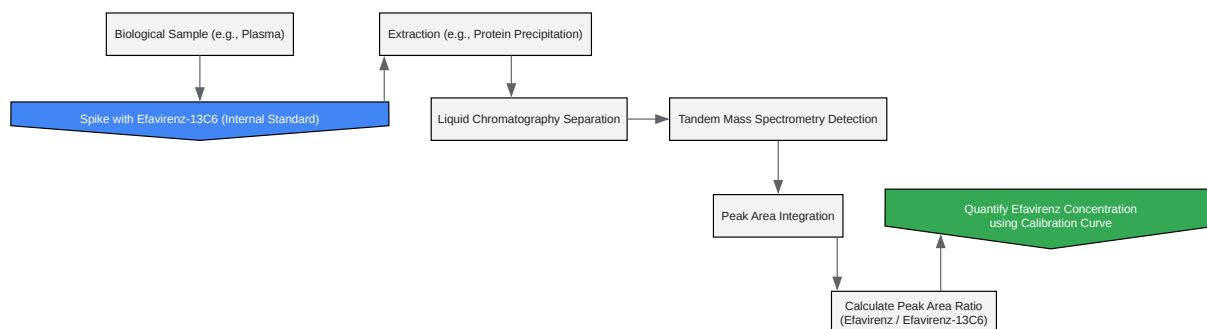 Biological Sample (e.g., Plasma)
Spike with Efavirenz-13C6 (Internal Standard)
Extraction (e.g., Protein Precipitation)
Liquid Chromatography Separation
Tandem Mass Spectrometry Detection
Peak Area Integration
Calculate Peak Area Ratio
(Efavirenz / Efavirenz-13C6)
Quantify Efavirenz Concentration
using Calibration Curve